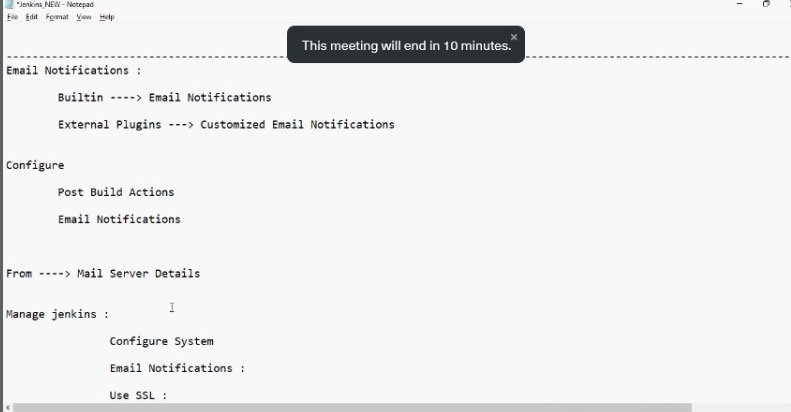 *Jenkins_NEW - Notepad
File Edit Format View Help
This meeting will end in 10 minutes.
--------------------------------------------------------------------------------
Email Notifications :
Builtin ----> Email Notifications
External Plugins ---> Customized Email Notifications
Configure
Post Build Actions
Email Notifications
From ----> Mail Server Details
Manage jenkins :
Configure System
Email Notifications :
Use SSL :